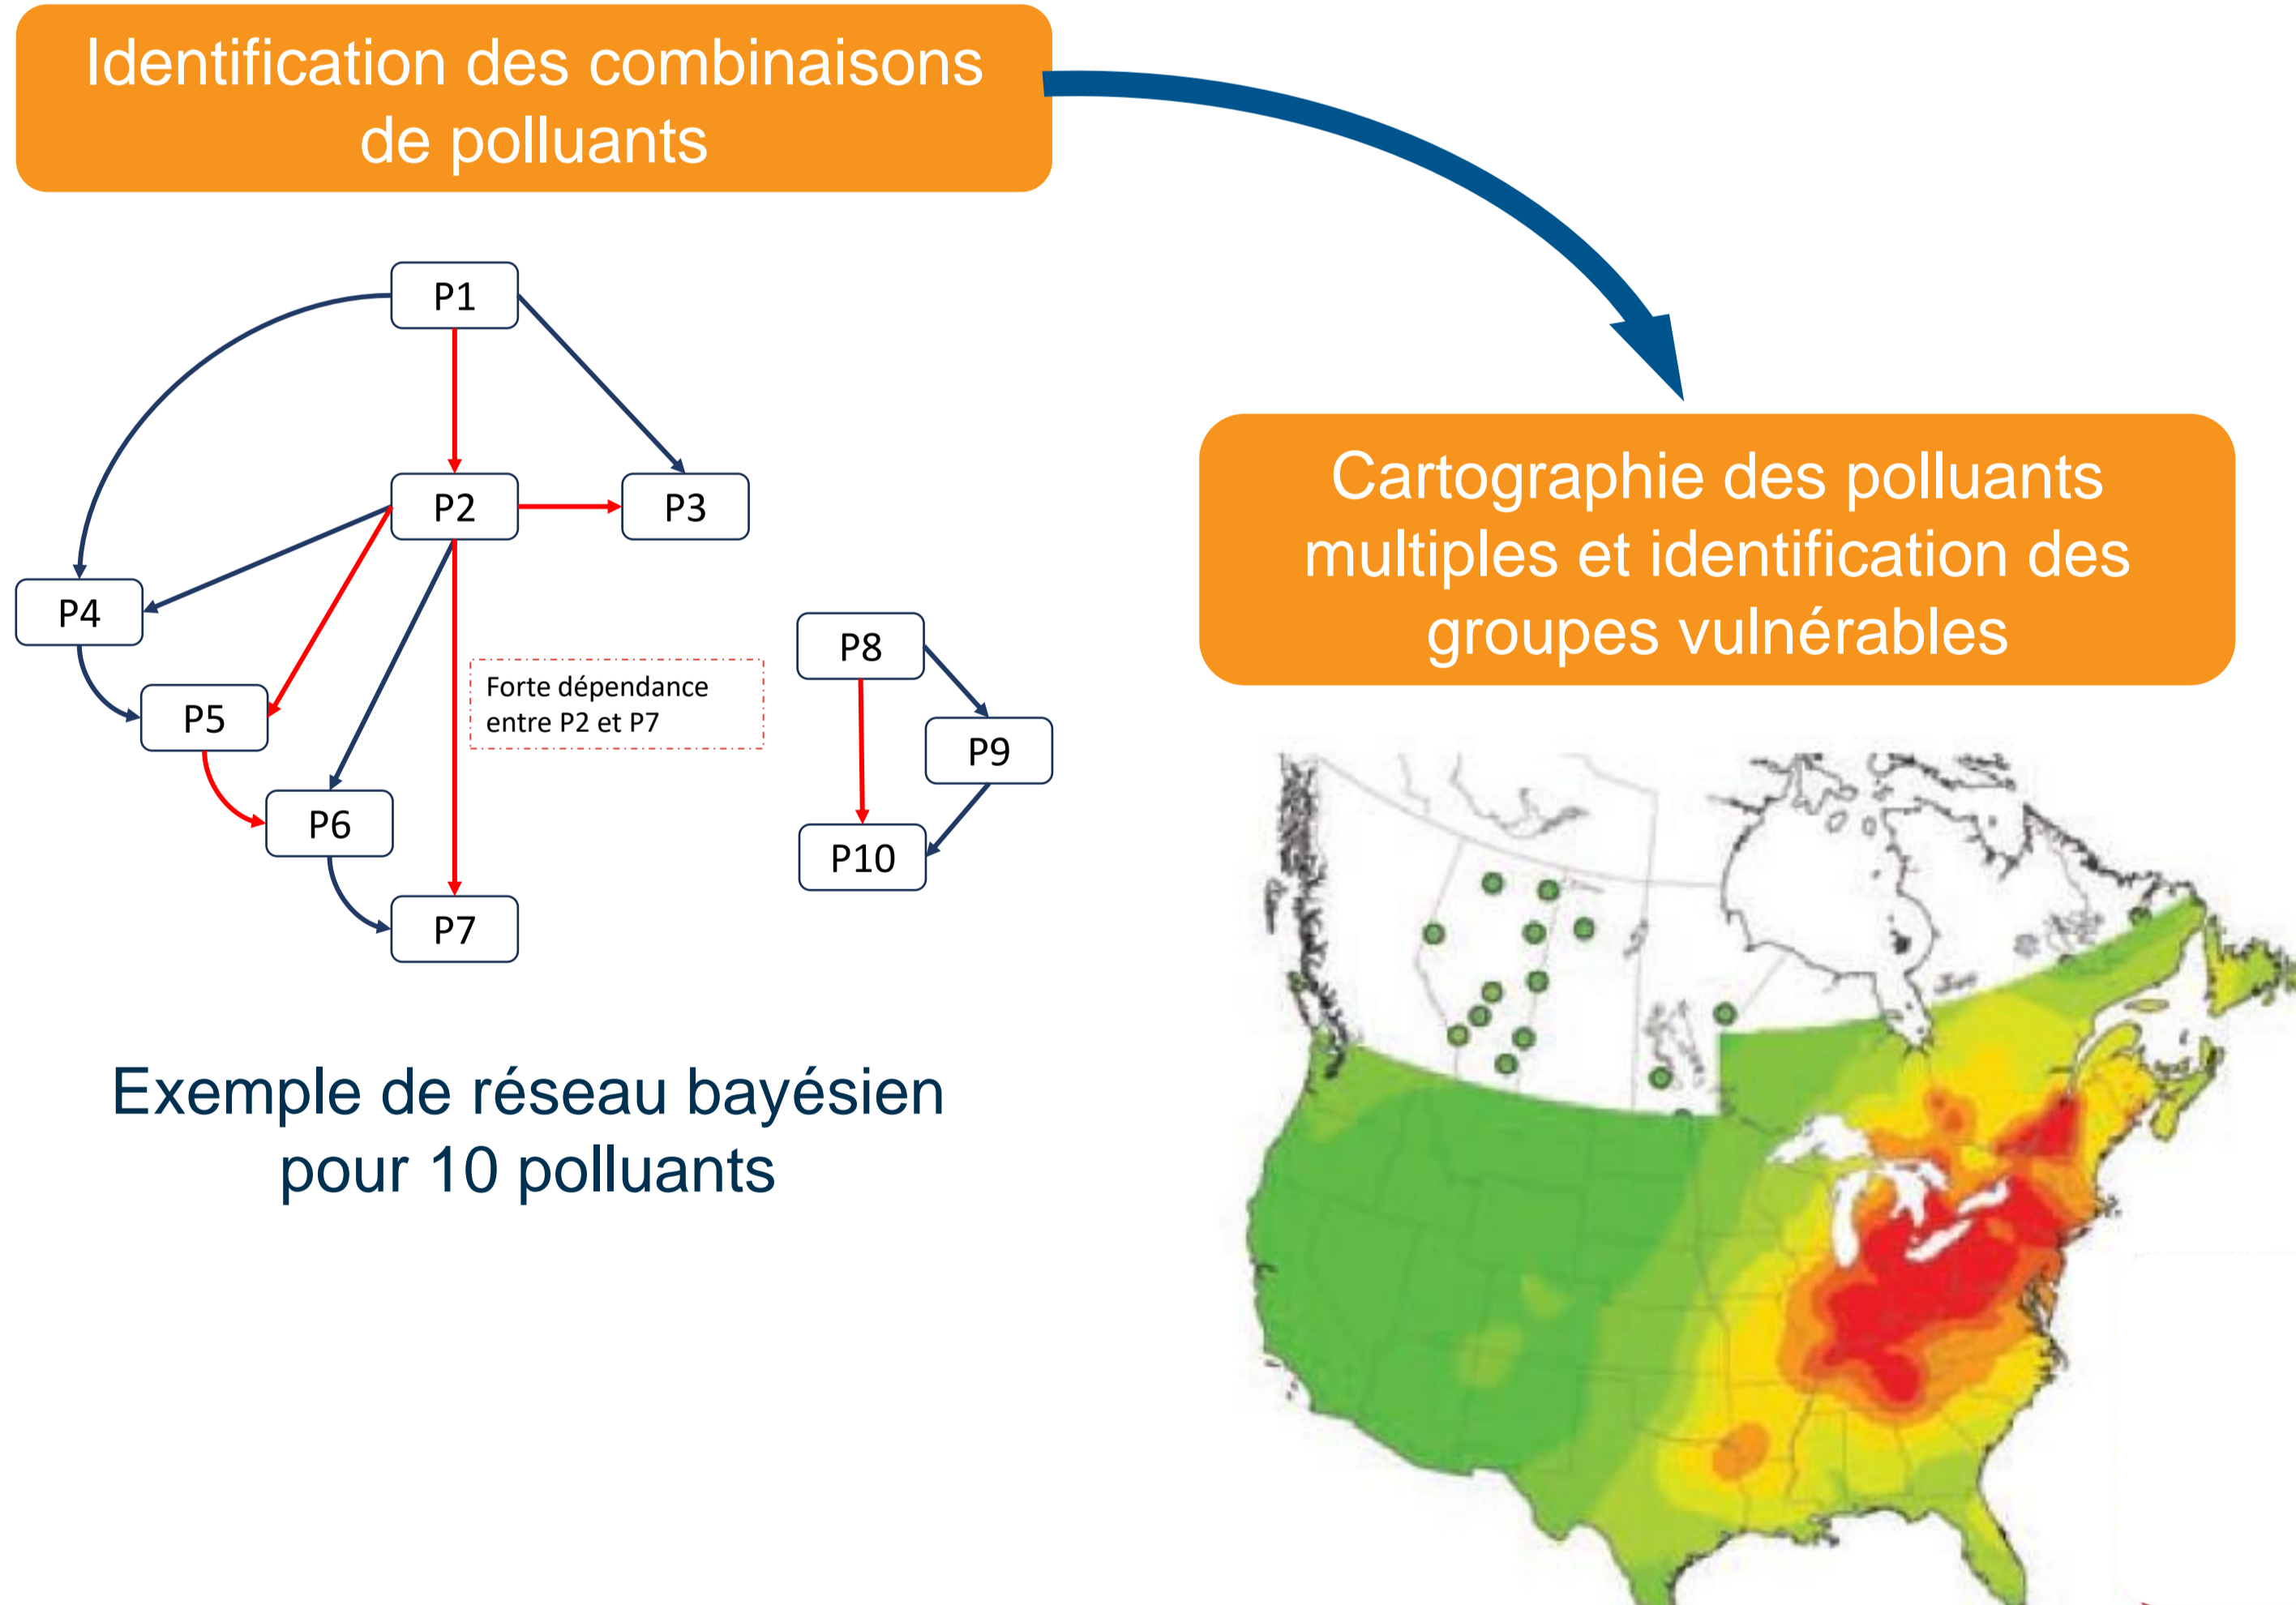 Identification des combinaisons
de polluants
P1
P2
P3
P4
P5
P6
P7
Forte dépendance
entre P2 et P7
P8
P9
P10
Exemple de réseau bayésien
pour 10 polluants
Cartographie des polluants
multiples et identification des
groupes vulnérables